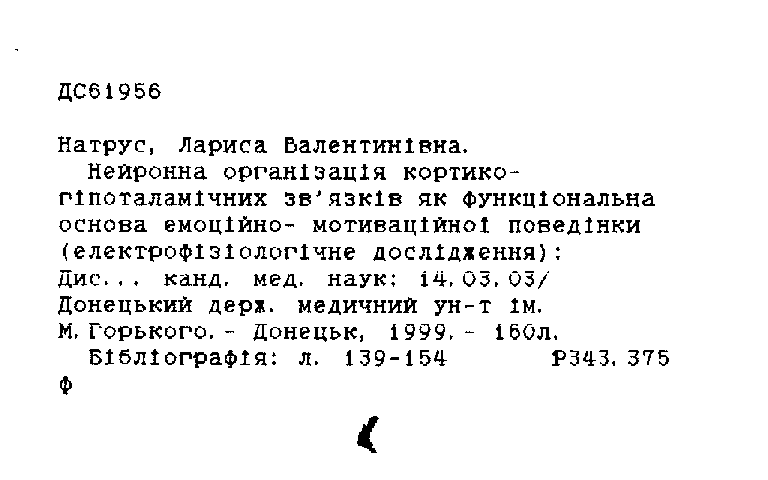 ДС61956
Натрус, Лариса Валентинівна.
Нейронна організація кортико-
гіпоталамічних зв'язків як функціональна
основа емоційно- мотиваційної поведінки
(електрофізіологічне дослідження):
Дис... канд. мед. наук: 14.03.03/
Донецький держ. медичний ун-т ім.
М.Горького.- Донецьк, 1999.- 160л.
Бібліографія: л. 139-154 Р343.375
Ф